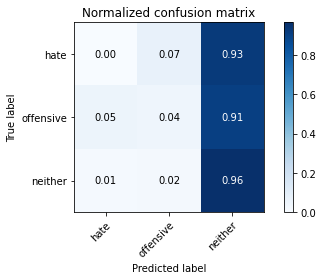 Normalized confusion matrix
True label
hate 0.00 0.07 0.93
offensive 0.05 0.04 0.91
neither 0.01 0.02 0.96
hate offensive neither
Predicted label
0.8
0.6
0.4
0.2
0.0